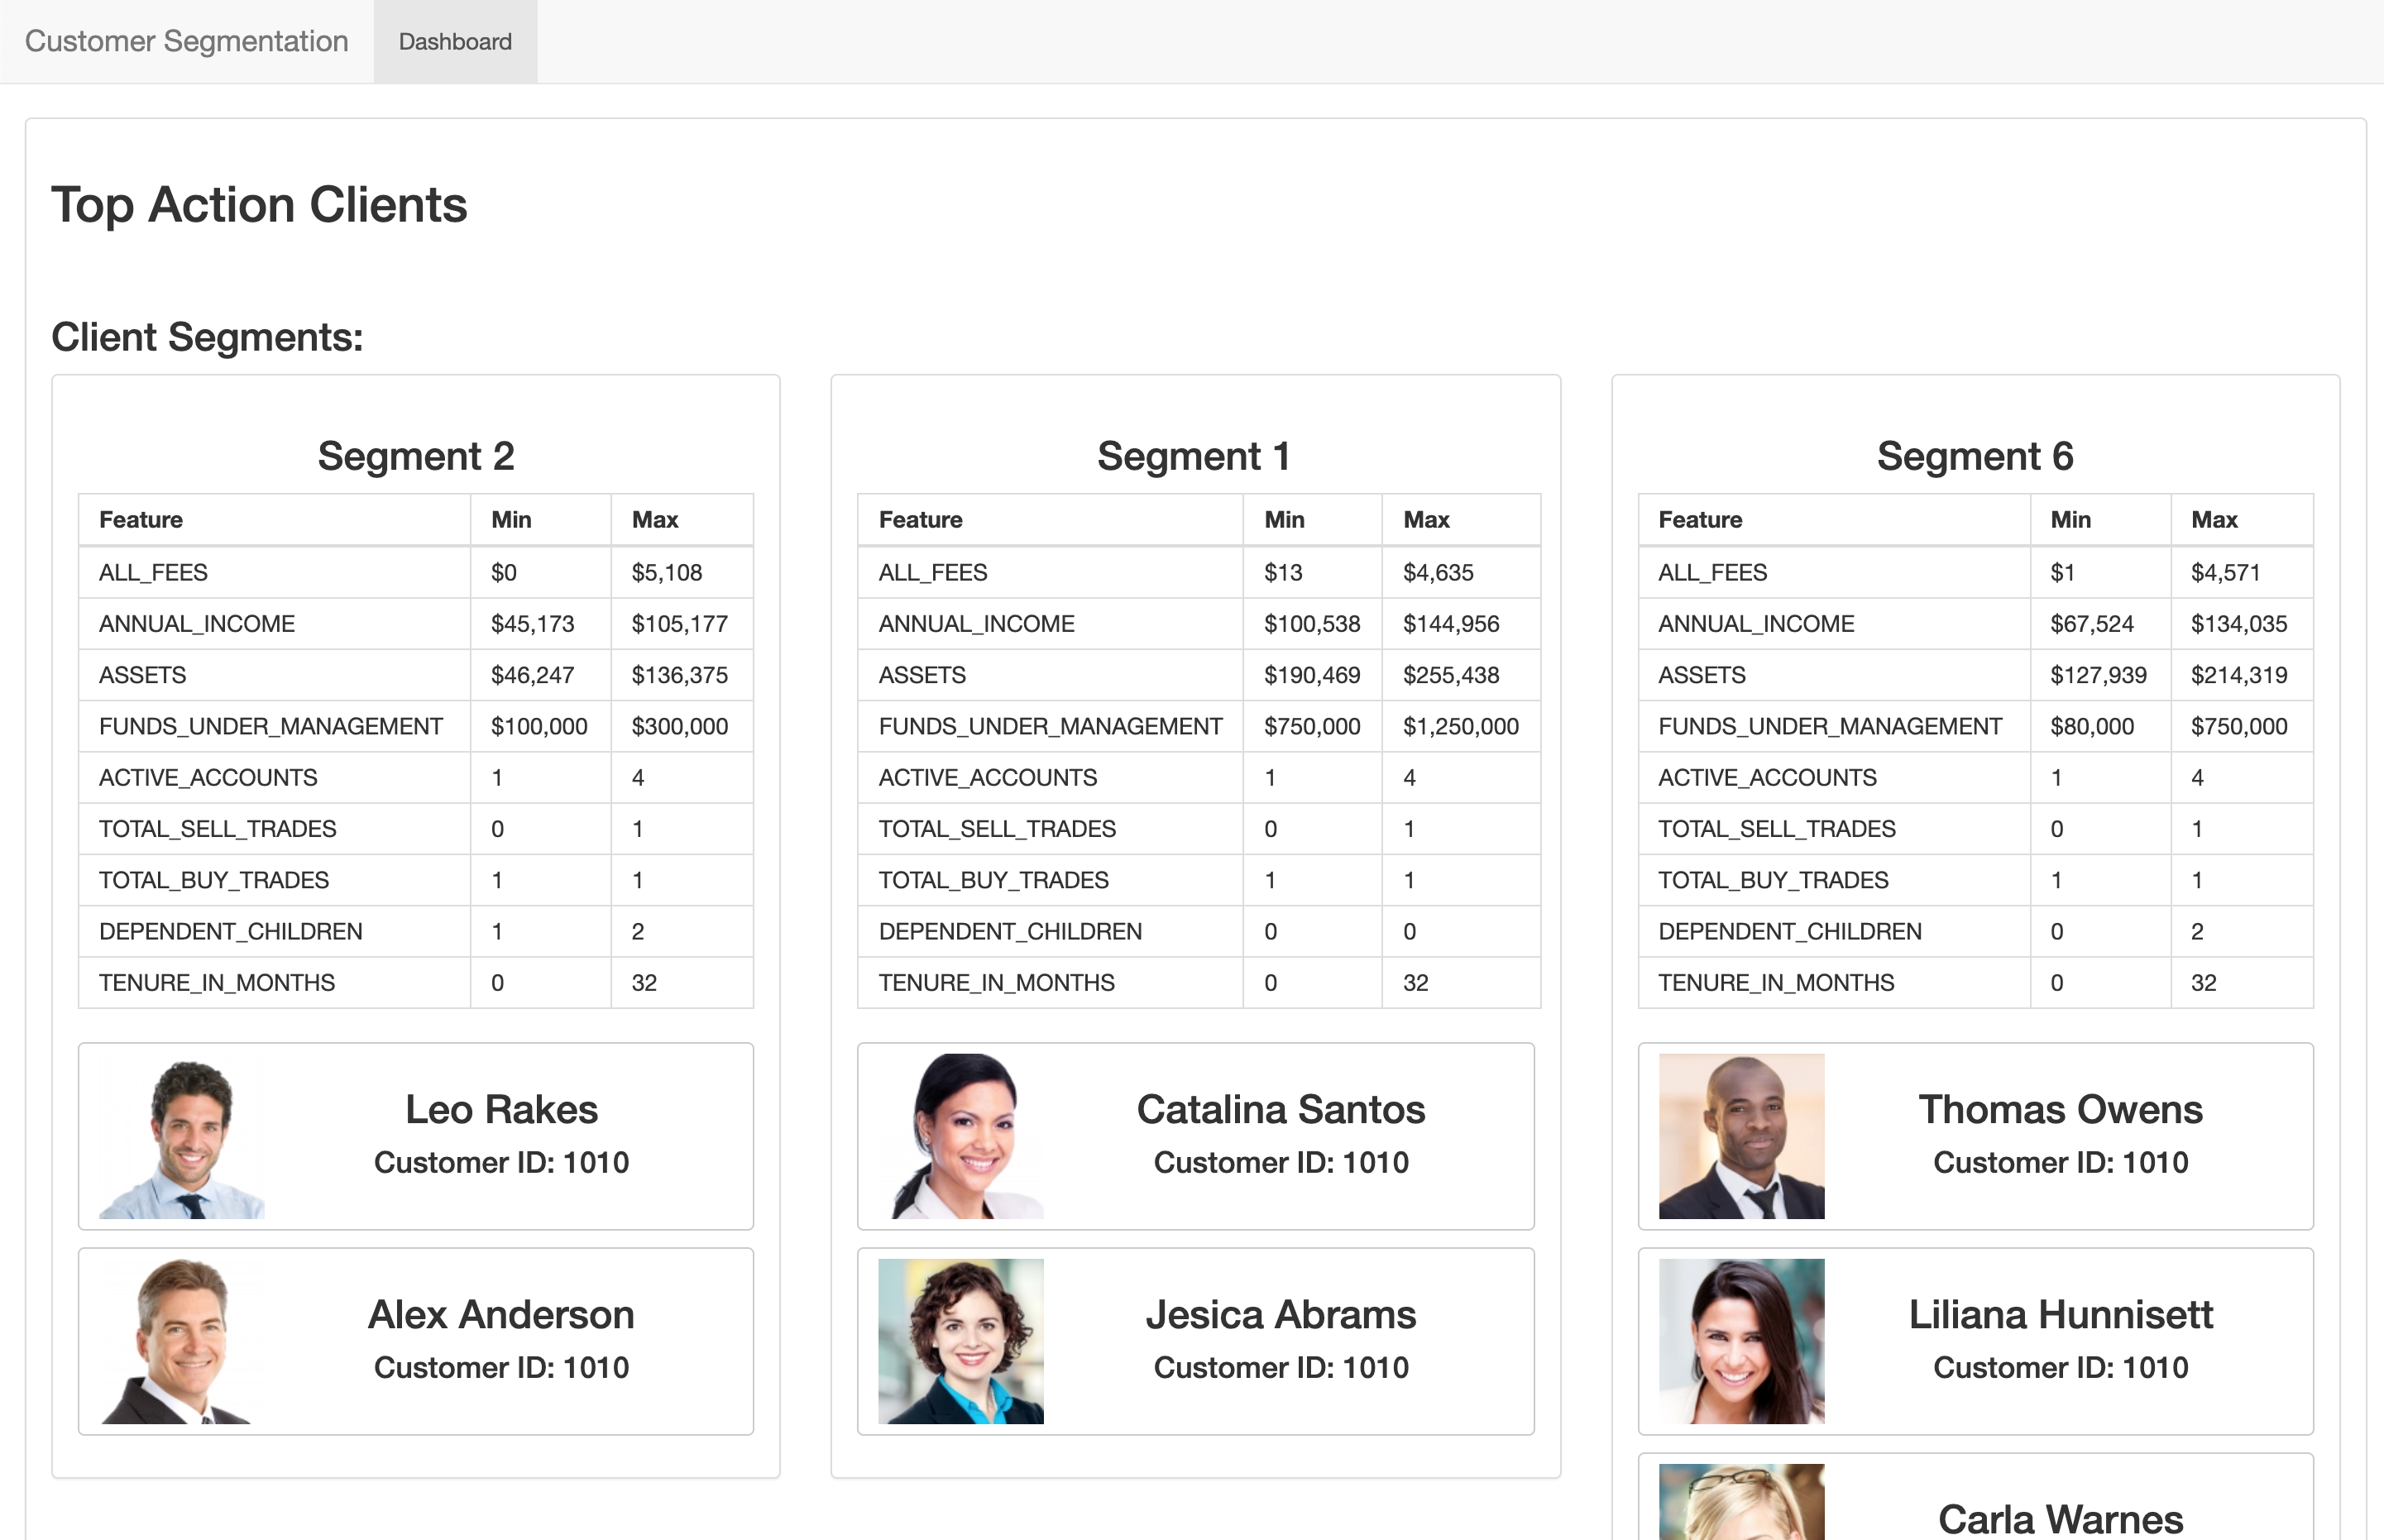 Customer Segmentation Dashboard
Top Action Clients
Client Segments:
Segment 2
Feature Min Max
ALL_FEES $0 $5,108
ANNUAL_INCOME $45,173 $105,177
ASSETS $46,247 $136,375
FUNDS_UNDER_MANAGEMENT $100,000 $300,000
ACTIVE_ACCOUNTS 1 4
TOTAL_SELL_TRADES 0 1
TOTAL_BUY_TRADES 1 1
DEPENDENT_CHILDREN 1 2
TENURE_IN_MONTHS 0 32
Leo Rakes
Customer ID: 1010
Alex Anderson
Customer ID: 1010
Segment 1
Feature Min Max
ALL_FEES $13 $4,635
ANNUAL_INCOME $100,538 $144,956
ASSETS $190,469 $255,438
FUNDS_UNDER_MANAGEMENT $750,000 $1,250,000
ACTIVE_ACCOUNTS 1 4
TOTAL_SELL_TRADES 0 1
TOTAL_BUY_TRADES 1 1
DEPENDENT_CHILDREN 0 0
TENURE_IN_MONTHS 0 32
Catalina Santos
Customer ID: 1010
Jesica Abrams
Customer ID: 1010
Segment 6
Feature Min Max
ALL_FEES $1 $4,571
ANNUAL_INCOME $67,524 $134,035
ASSETS $127,939 $214,319
FUNDS_UNDER_MANAGEMENT $80,000 $750,000
ACTIVE_ACCOUNTS 1 4
TOTAL_SELL_TRADES 0 1
TOTAL_BUY_TRADES 1 1
DEPENDENT_CHILDREN 0 2
TENURE_IN_MONTHS 0 32
Thomas Owens
Customer ID: 1010
Liliana Hunnisett
Customer ID: 1010
Carla Warnes